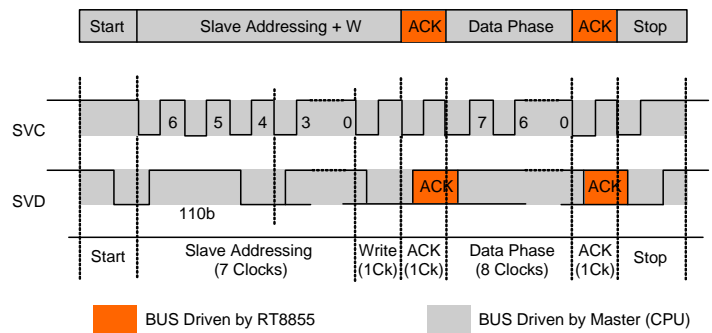 Start Slave Addressing + W ACK Data Phase ACK Stop
SVC 6 5 4 3 0 7 6 0
SVD ACK ACK
110b
Start Slave Addressing Write ACK Data Phase ACK Stop
(7 Clocks) (1Ck) (1Ck) (8 Clocks) (1Ck)
BUS Driven by RT8855 BUS Driven by Master (CPU)